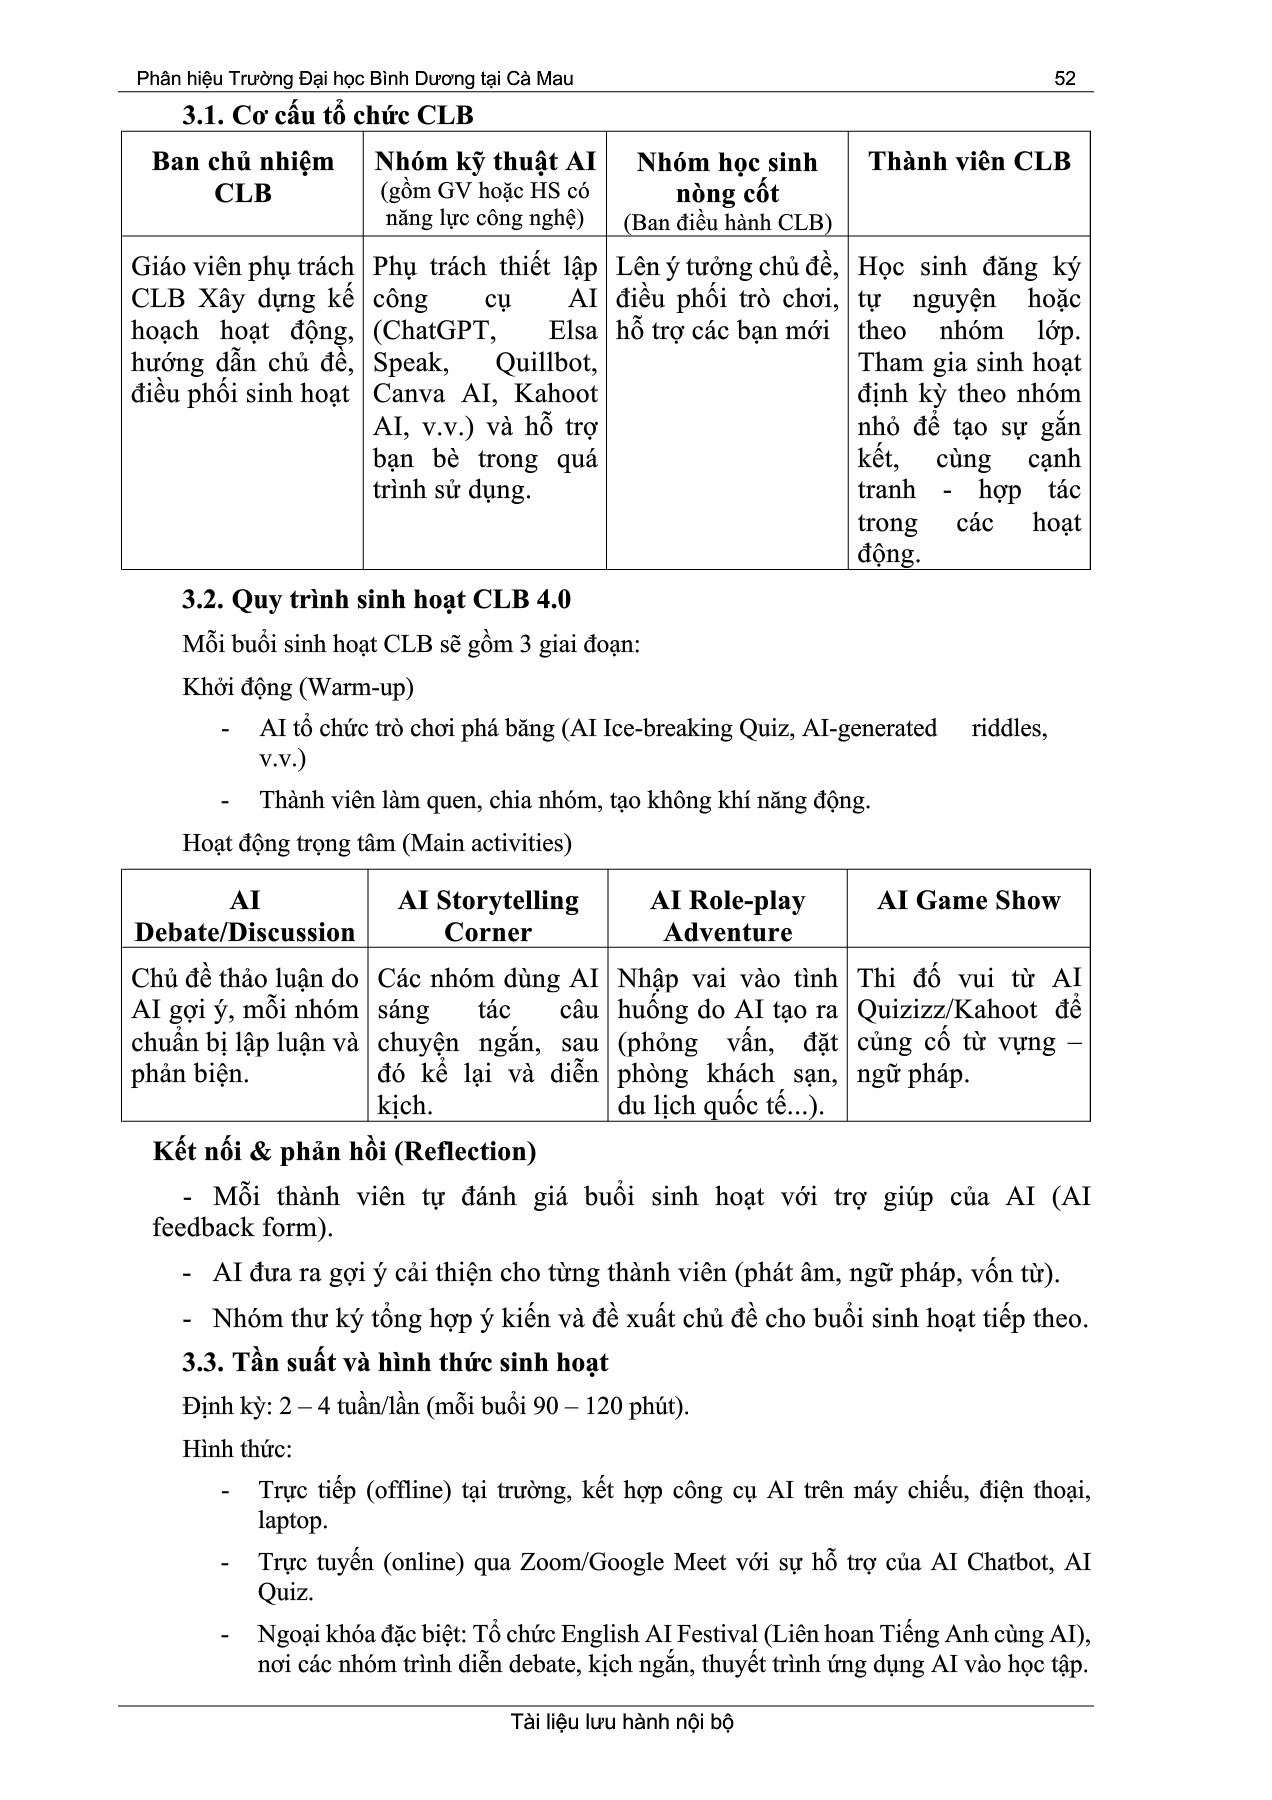 Phân hiệu Trường Đại học Bình Dương tại Cà Mau 52
3.1. Cơ cấu tổ chức CLB
Ban chủ nhiệm
CLB
Nhóm kỹ thuật AI
(gồm GV hoặc HS có
năng lực công nghệ)
Nhóm học sinh
nòng cốt
(Ban điều hành CLB)
Thành viên CLB
Giáo viên phụ trách
CLB Xây dựng kế
hoạch hoạt động,
hướng dẫn chủ đề,
điều phối sinh hoạt
Phụ trách thiết lập
công cụ AI
(ChatGPT, Elsa
Speak, Quillbot,
Canva AI, Kahoot
AI, v.v.) và hỗ trợ
bạn bè trong quá
trình sử dụng.
Lên ý tưởng chủ đề,
điều phối trò chơi,
hỗ trợ các bạn mới
Học sinh đăng ký
tự nguyện hoặc
theo nhóm lớp.
Tham gia sinh hoạt
định kỳ theo nhóm
nhỏ để tạo sự gắn
kết, cùng cạnh
tranh - hợp tác
trong các hoạt
động.
3.2. Quy trình sinh hoạt CLB 4.0
Mỗi buổi sinh hoạt CLB sẽ gồm 3 giai đoạn:
Khởi động (Warm-up)
- AI tổ chức trò chơi phá băng (AI Ice-breaking Quiz, AI-generated riddles,
v.v.)
- Thành viên làm quen, chia nhóm, tạo không khí năng động.
Hoạt động trọng tâm (Main activities)
AI
Debate/Discussion
AI Storytelling
Corner
AI Role-play
Adventure
AI Game Show
Chủ đề thảo luận do
AI gợi ý, mỗi nhóm
chuẩn bị lập luận và
phản biện.
Các nhóm dùng AI
sáng tác câu
chuyện ngắn, sau
đó kể lại và diễn
kịch.
Nhập vai vào tình
huống do AI tạo ra
(phỏng vấn, đặt
phòng khách sạn,
du lịch quốc tế...).
Thi đố vui từ AI
Quizizz/Kahoot để
củng cố từ vựng –
ngữ pháp.
Kết nối & phản hồi (Reflection)
- Mỗi thành viên tự đánh giá buổi sinh hoạt với trợ giúp của AI (AI
feedback form).
- AI đưa ra gợi ý cải thiện cho từng thành viên (phát âm, ngữ pháp, vốn từ).
- Nhóm thư ký tổng hợp ý kiến và đề xuất chủ đề cho buổi sinh hoạt tiếp theo.
3.3. Tần suất và hình thức sinh hoạt
Định kỳ: 2 – 4 tuần/lần (mỗi buổi 90 – 120 phút).
Hình thức:
- Trực tiếp (offline) tại trường, kết hợp công cụ AI trên máy chiếu, điện thoại,
laptop.
- Trực tuyến (online) qua Zoom/Google Meet với sự hỗ trợ của AI Chatbot, AI
Quiz.
- Ngoại khóa đặc biệt: Tổ chức English AI Festival (Liên hoan Tiếng Anh cùng AI),
nơi các nhóm trình diễn debate, kịch ngắn, thuyết trình ứng dụng AI vào học tập.
Tài liệu lưu hành nội bộ